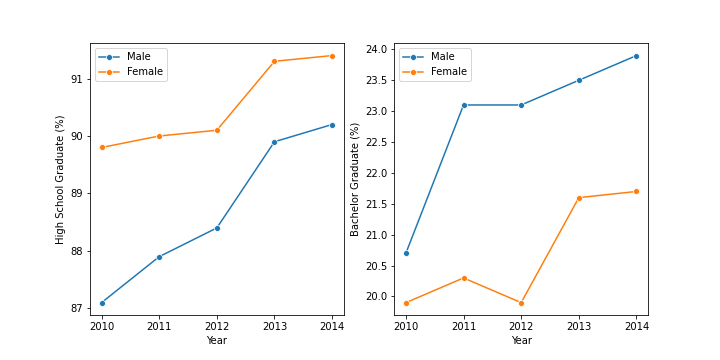 Male
Female
High School Graduate (%)
91
90
89
88
87
2010 2011 2012 2013 2014
Year
Male
Female
Bachelor Graduate (%)
24.0
23.5
23.0
22.5
22.0
21.5
21.0
20.5
20.0
2010 2011 2012 2013 2014
Year